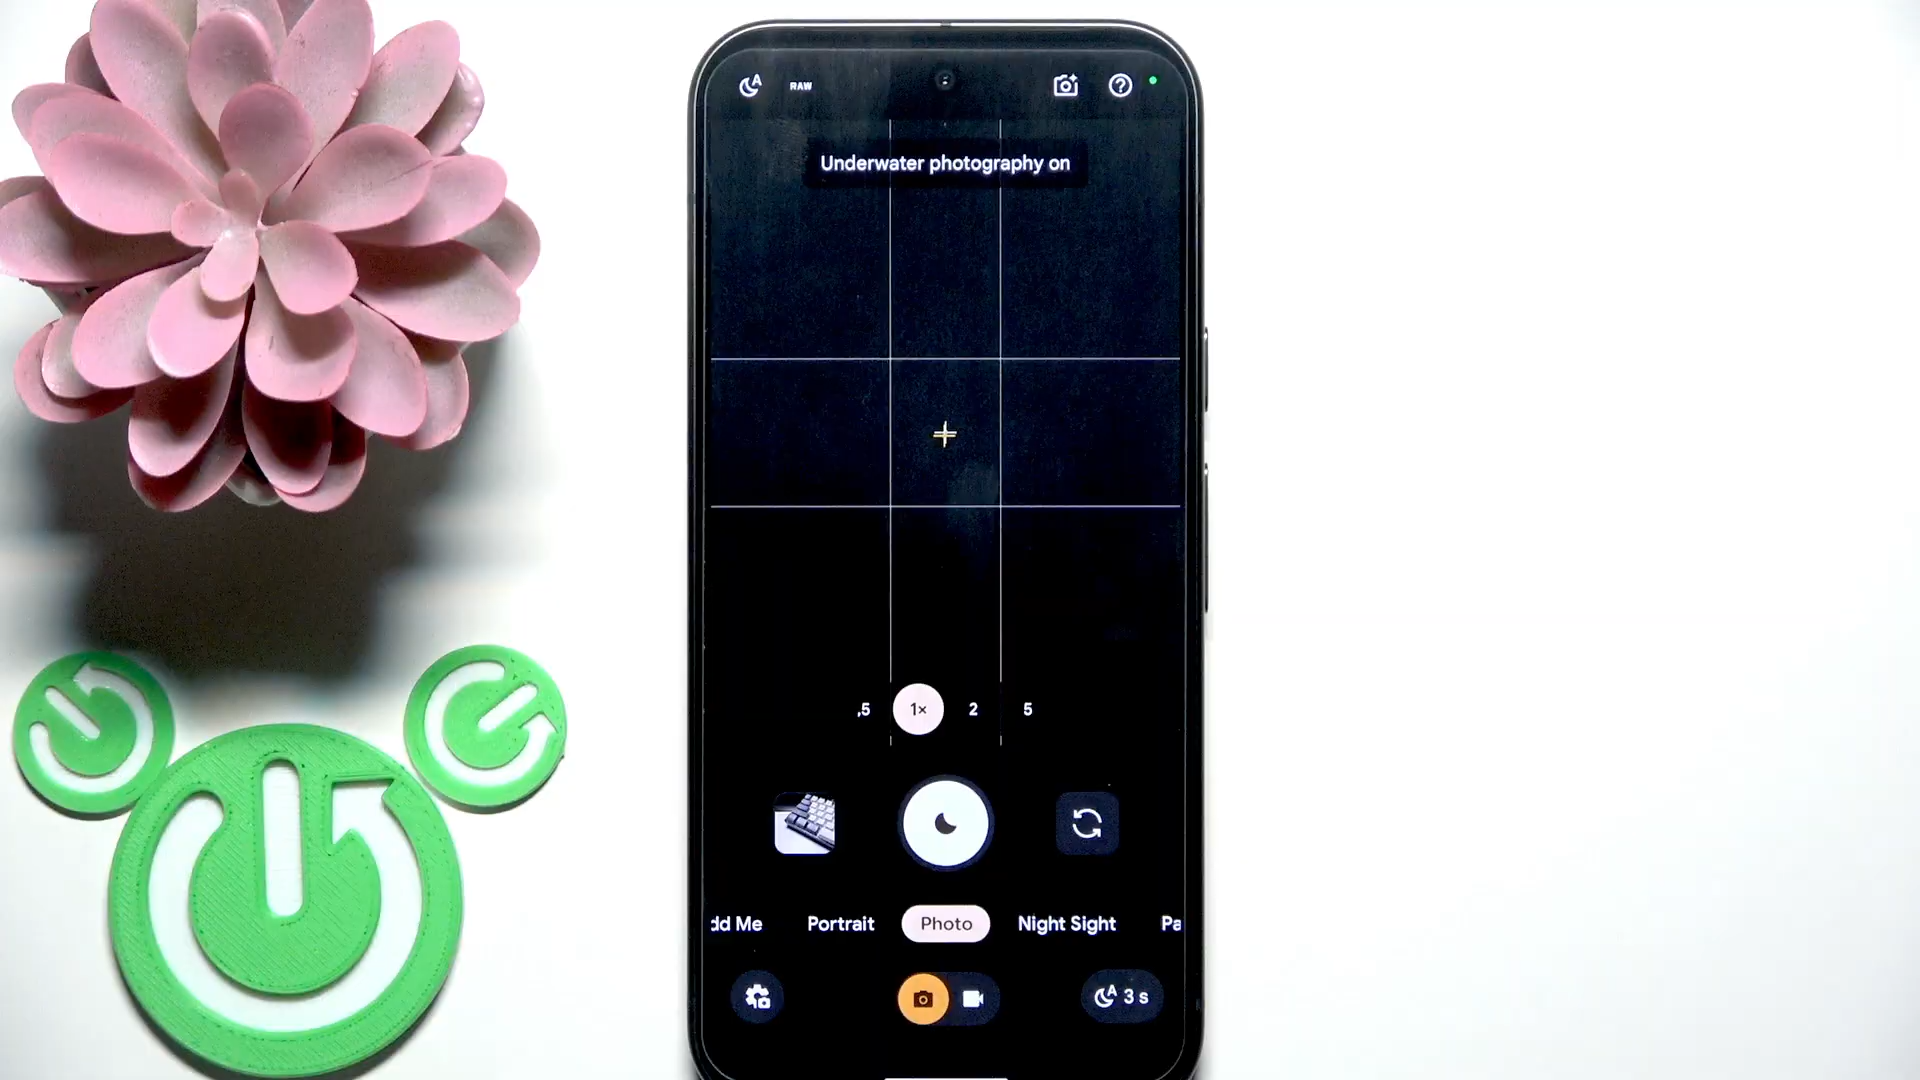 RAW
Underwater photography on
,5 1× 2 5
dd Me Portrait Photo Night Sight Pa
A 3 s